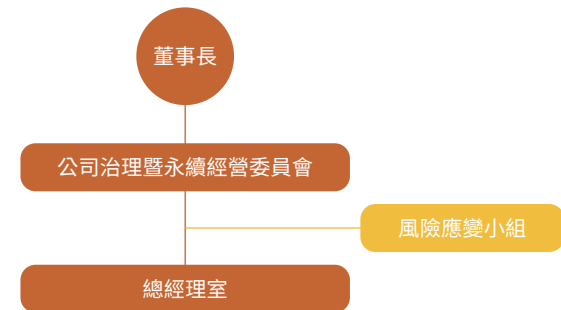 董事長
公司治理暨永續經營委員會
風險應變小組
總經理室